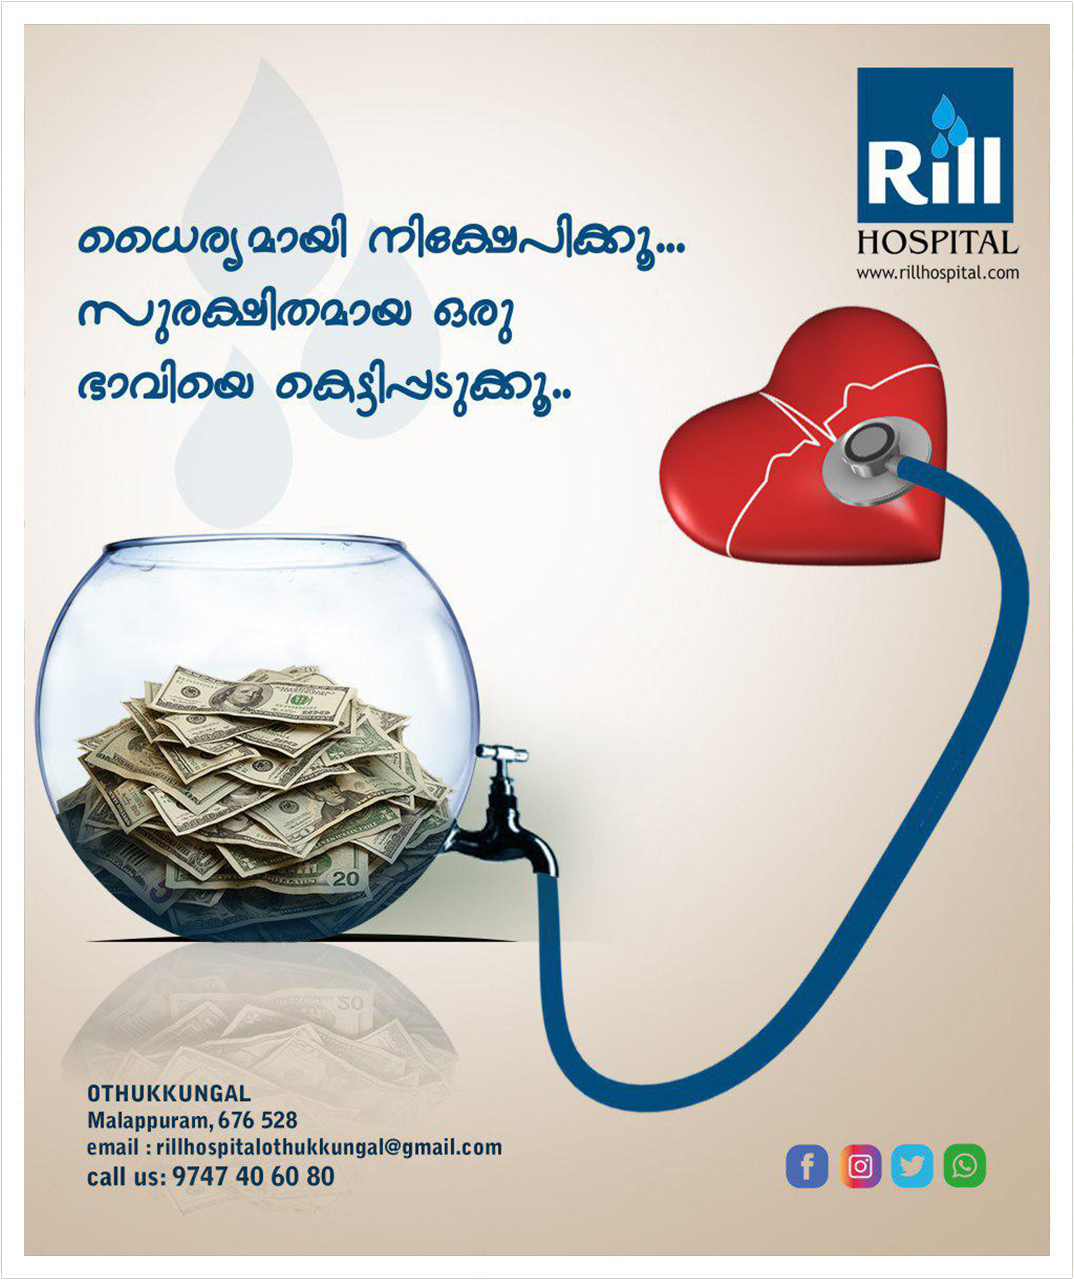 Rill
HOSPITAL
www.rillhospital.com
ധൈര്യമായി നിക്ഷേപിക്കൂ...
സുരക്ഷിതമായ ഒരു
ഭാവിയെ കെട്ടിപ്പടുക്കൂ..
20
OTHUKKUNGAL
Malappuram, 676 528
email : rillhospitalothukkungal@gmail.com
call us: 9747 40 60 80